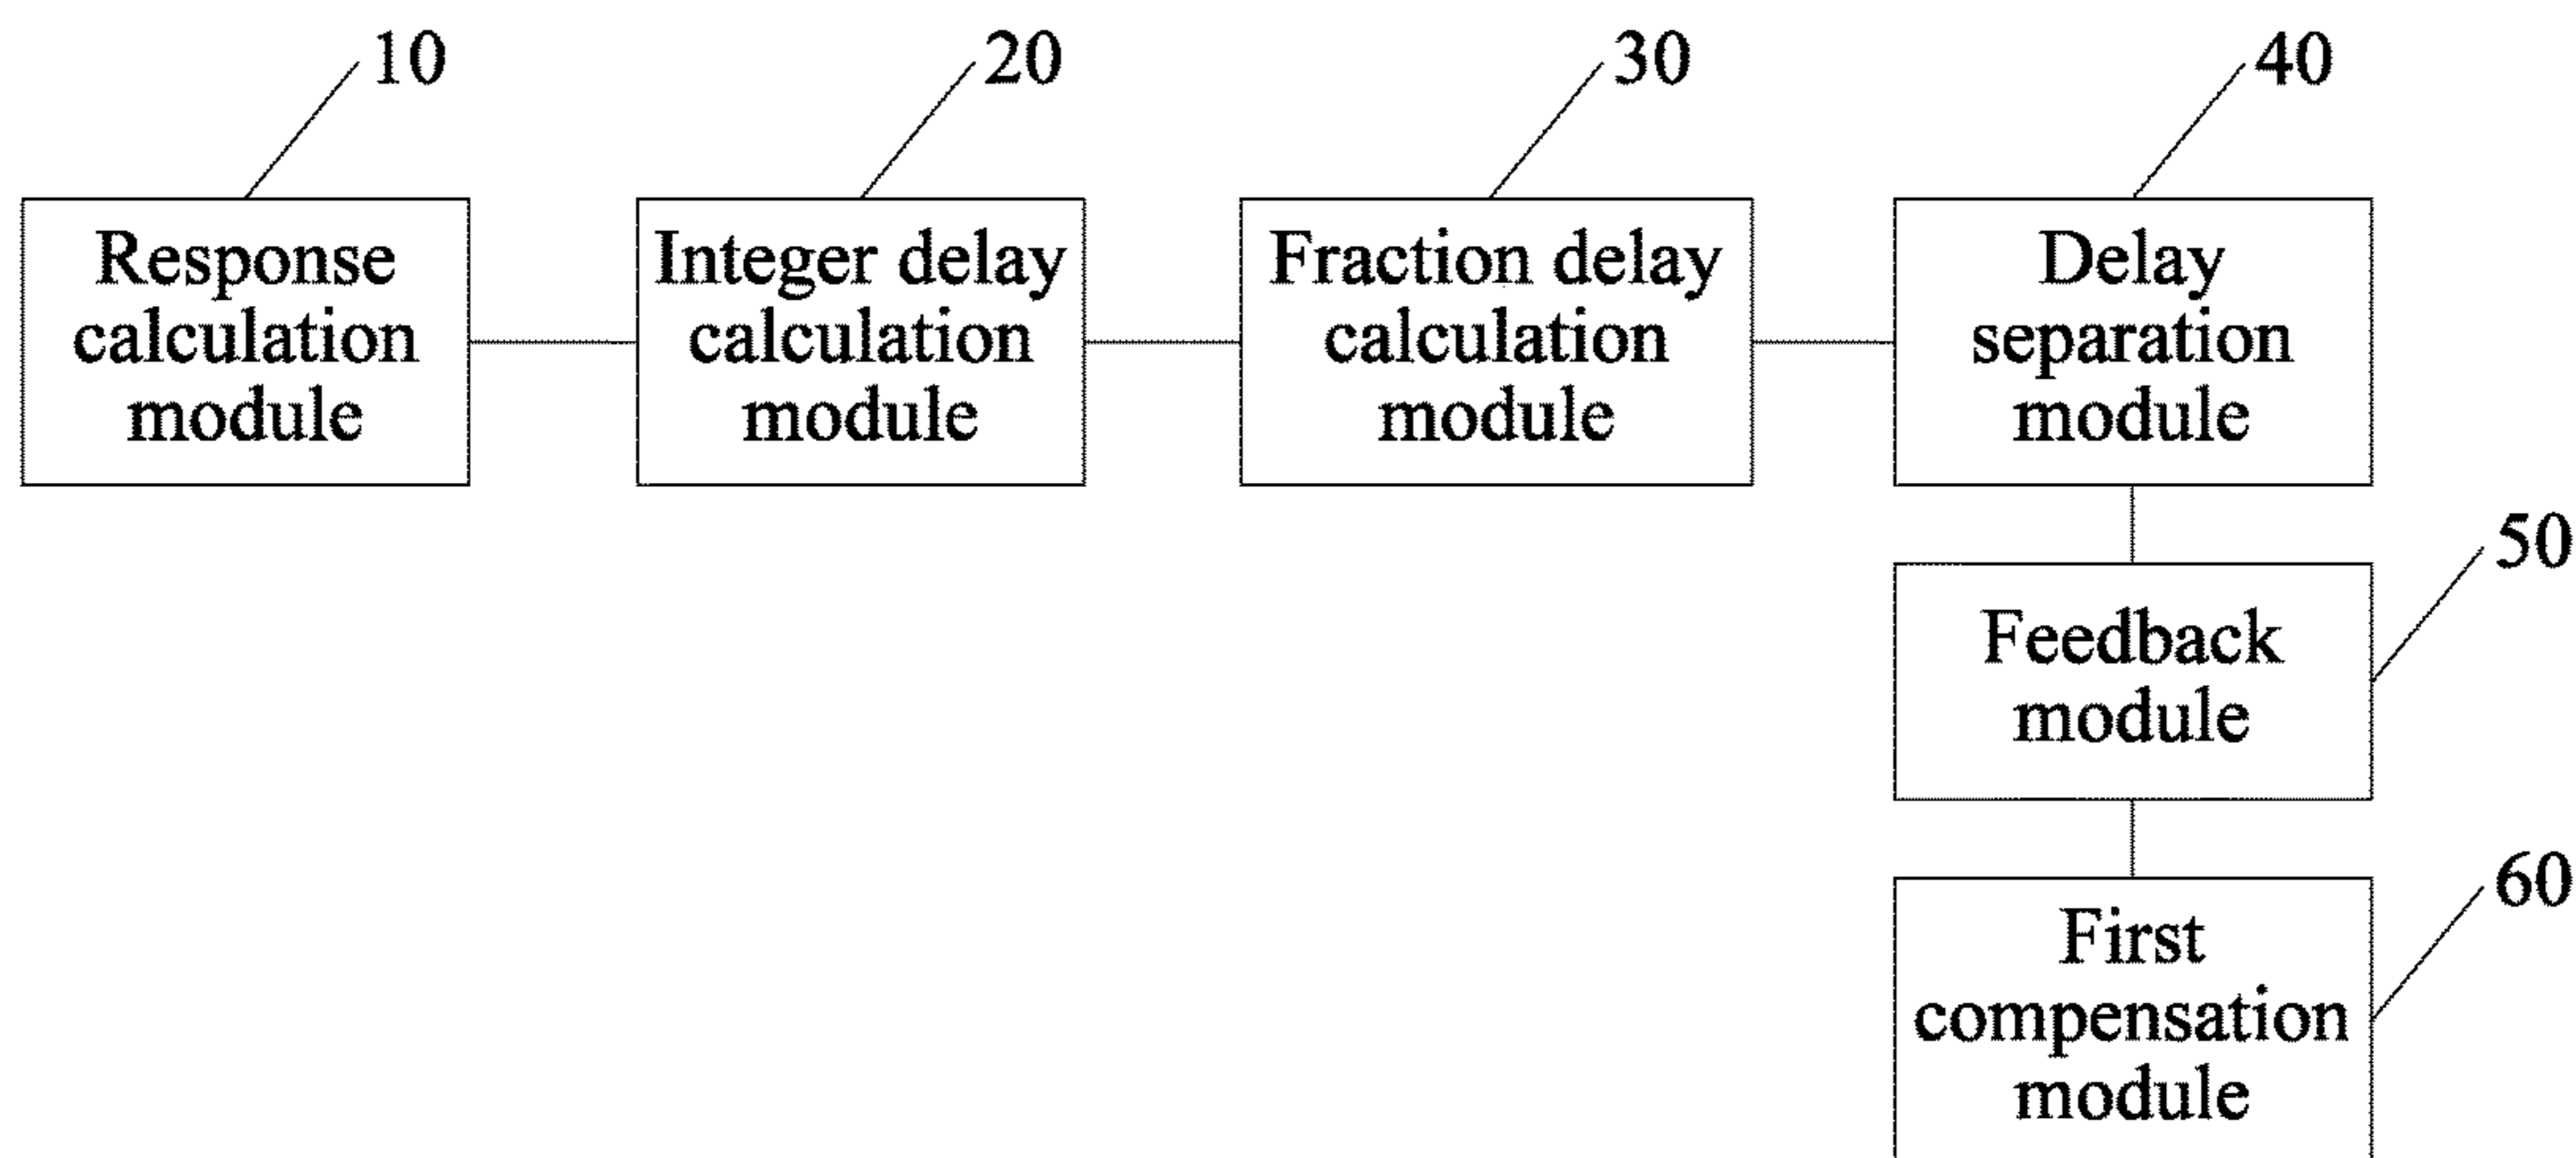 10
20
30
40
Response
calculation
module
Integer delay
calculation
module
Fraction delay
calculation
module
Delay
separation
module
50
Feedback
module
60
First
compensation
module